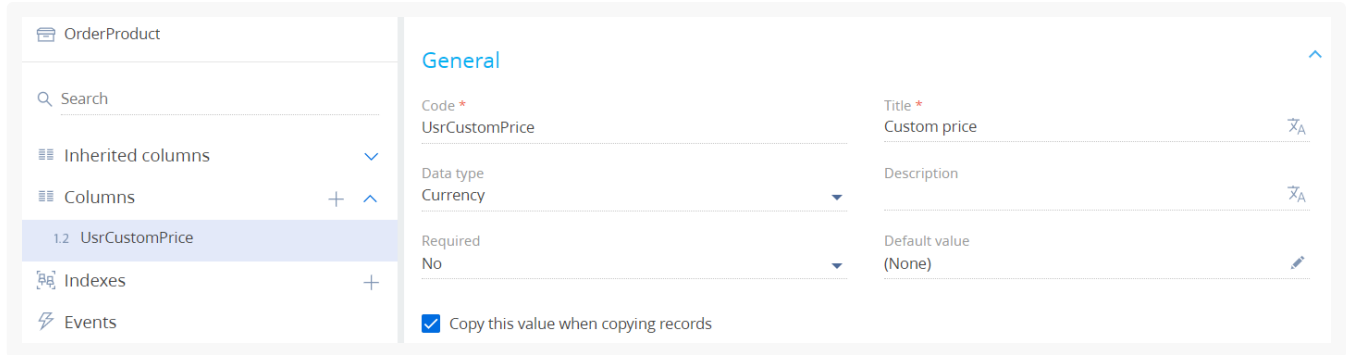 OrderProduct
Search
Inherited columns
Columns
1.2 UsrCustomPrice
Indexes
Events
General
Code *
UsrCustomPrice
Title *
Custom price
Data type
Currency
Description
Required
No
Default value
(None)
Copy this value when copying records